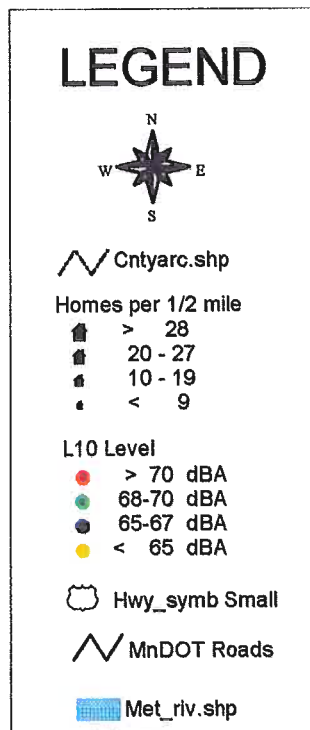 LEGEND
N
W E
S
Cntyarc.shp
Homes per 1/2 mile
> 28
20 - 27
10 - 19
< 9
L10 Level
> 70 dBA
68-70 dBA
65-67 dBA
< 65 dBA
Hwy_symb Small
MnDOT Roads
Met_riv.shp